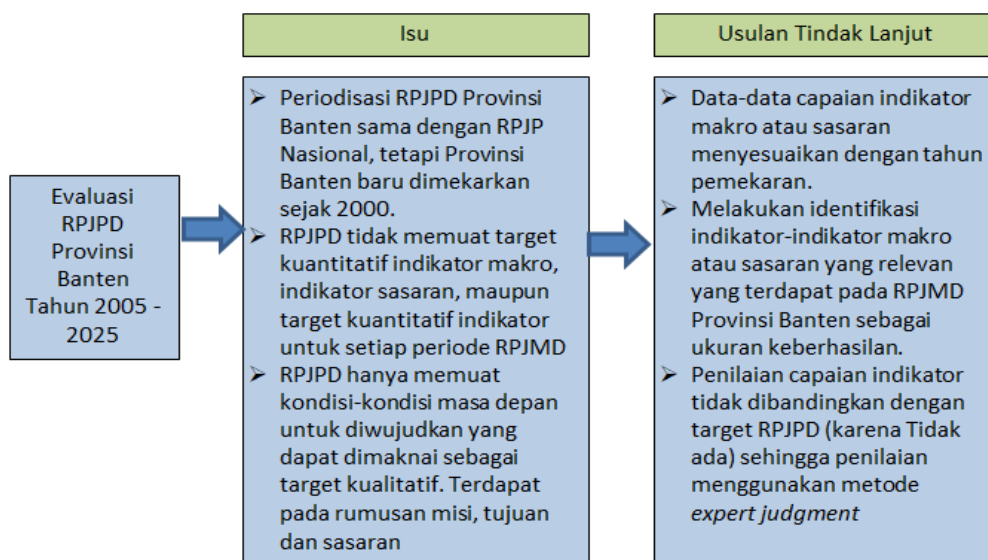 Isu
Usulan Tindak Lanjut
Evaluasi
RPJPD
Provinsi
Banten
Tahun 2005 -
2025
➤ Periodisasi RPJPD Provinsi
Banten sama dengan RPJP
Nasional, tetapi Provinsi
Banten baru dimekarkan
sejak 2000.
➤ RPJPD tidak memuat target
kuantitatif indikator makro,
indikator sasaran, maupun
target kuantitatif indikator
untuk setiap periode RPJMD
➤ RPJPD hanya memuat
kondisi-kondisi masa depan
untuk diwujudkan yang
dapat dimaknai sebagai
target kualitatif. Terdapat
pada rumusan misi, tujuan
dan sasaran
➤ Data-data capaian indikator
makro atau sasaran
menyesuaikan dengan tahun
pemekaran.
➤ Melakukan identifikasi
indikator-indikator makro
atau sasaran yang relevan
yang terdapat pada RPJMD
Provinsi Banten sebagai
ukuran keberhasilan.
➤ Penilaian capaian indikator
tidak dibandingkan dengan
target RPJPD (karena Tidak
ada) sehingga penilaian
menggunakan metode
expert judgment